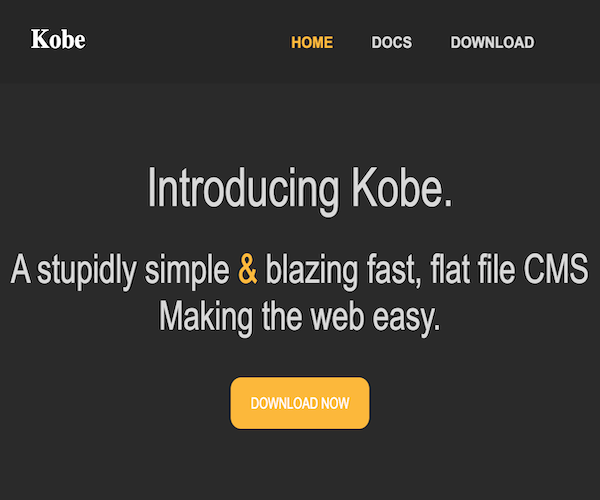 Kobe
HOME DOCS DOWNLOAD
Introducing Kobe.
A stupidly simple & blazing fast, flat file CMS
Making the web easy.
DOWNLOAD NOW